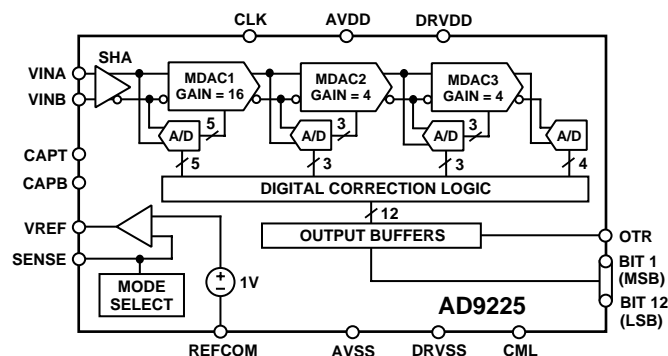 CLK AVDD DRVDD
SHA
VINA
VINB
MDAC1
GAIN = 16
MDAC2
GAIN = 4
MDAC3
GAIN = 4
5 3 3
A/D A/D A/D A/D
5 3 3 4
CAPT
CAPB
DIGITAL CORRECTION LOGIC
12
VREF
OUTPUT BUFFERS
OTR
SENSE
BIT 1
(MSB)
MODE
SELECT
+
–
1V
AD9225
BIT 12
(LSB)
REFCOM AVSS DRVSS CML